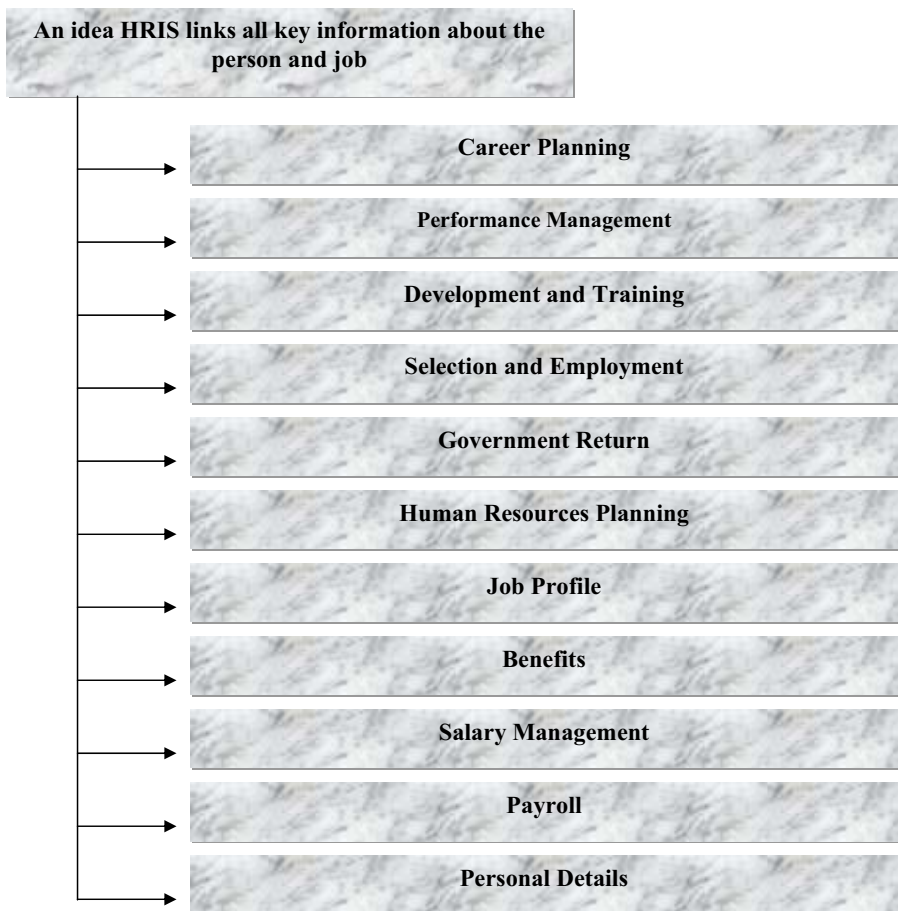 An idea HRIS links all key information about the
person and job
Career Planning
Performance Management
Development and Training
Selection and Employment
Government Return
Human Resources Planning
Job Profile
Benefits
Salary Management
Payroll
Personal Details